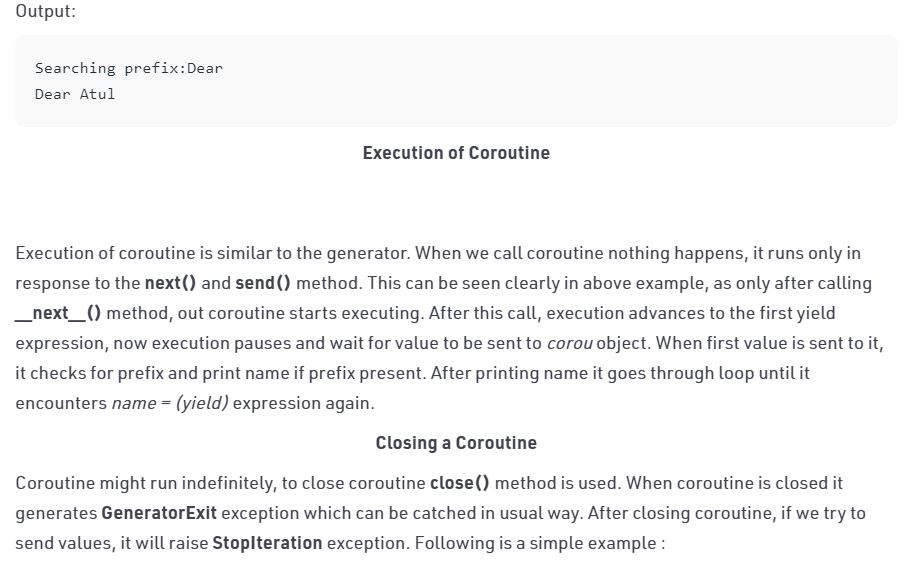 Output:
Searching prefix:Dear
Dear Atul
Execution of Coroutine
Execution of coroutine is similar to the generator. When we call coroutine nothing happens, it runs only in
response to the next() and send() method. This can be seen clearly in above example, as only after calling
__next__() method, out coroutine starts executing. After this call, execution advances to the first yield
expression, now execution pauses and wait for value to be sent to corou object. When first value is sent to it,
it checks for prefix and print name if prefix present. After printing name it goes through loop until it
encounters name = (yield) expression again.
Closing a Coroutine
Coroutine might run indefinitely, to close coroutine close() method is used. When coroutine is closed it
generates GeneratorExit exception which can be catched in usual way. After closing coroutine, if we try to
send values, it will raise StopIteration exception. Following is a simple example :